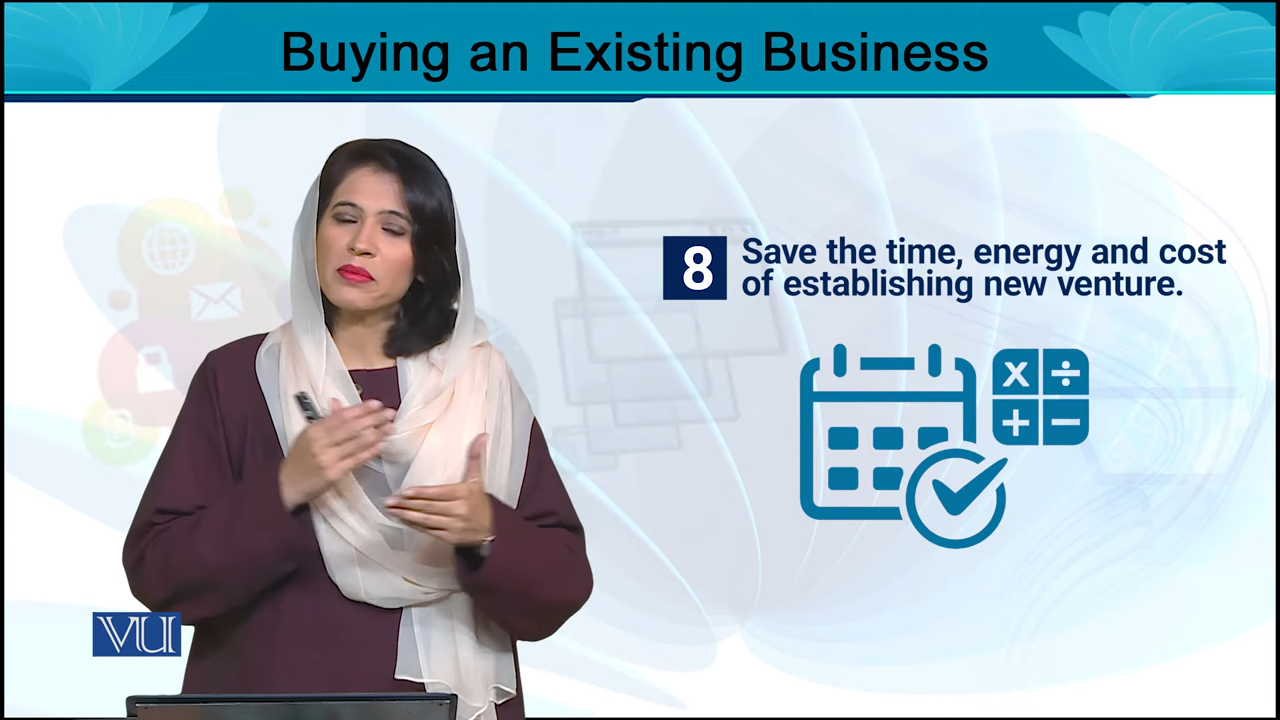 Buying an Existing Business
8 Save the time, energy and cost
of establishing new venture.
x ÷
+ −
VU